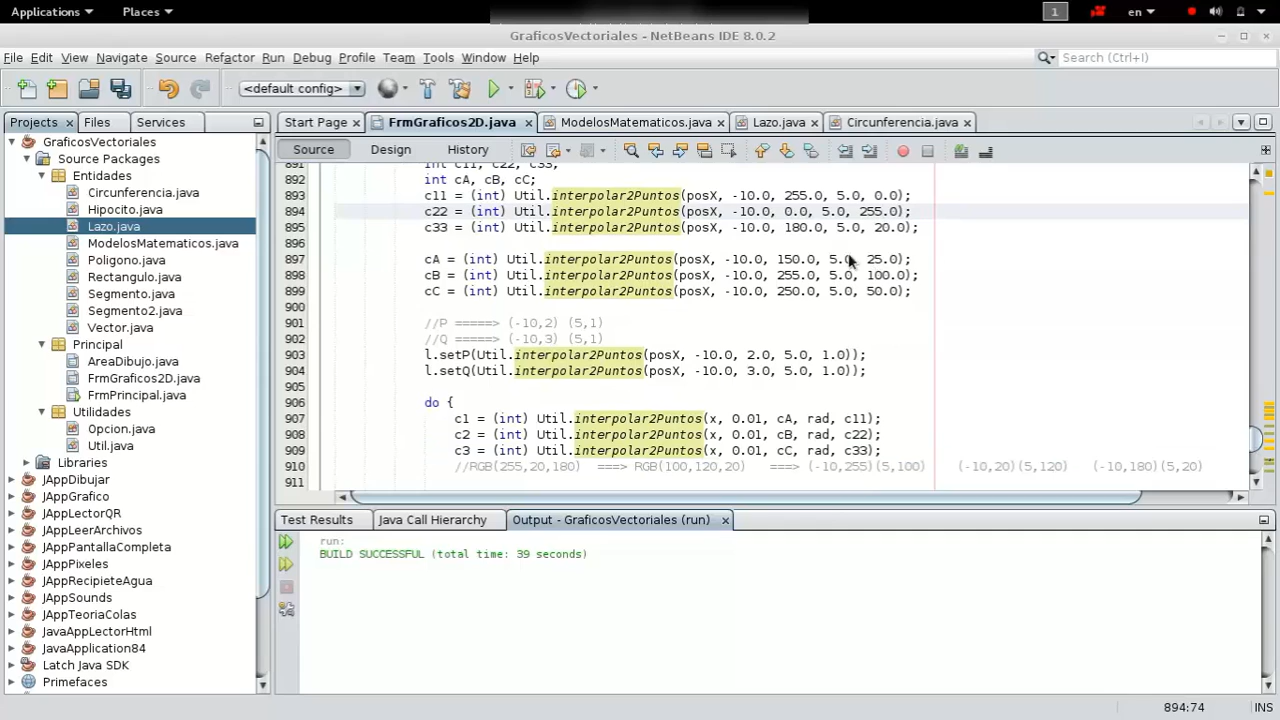 Applications Places 1 en
GraficosVectoriales - NetBeans IDE 8.0.2
File Edit View Navigate Source Refactor Run Debug Profile Team Tools Window Help Search (Ctrl+I)
<default config>
Projects Files Services
Start Page FrmGraficos2D.java ModelosMatematicos.java Lazo.java Circunferencia.java
Source Design History
GraficosVectoriales
Source Packages
Entidades
Circunferencia.java
Hipocito.java
Lazo.java
ModelosMatematicos.java
Poligono.java
Rectangulo.java
Segmento.java
Segmento2.java
Vector.java
Principal
AreaDibujo.java
FrmGraficos2D.java
FrmPrincipal.java
Utilidades
Opcion.java
Util.java
Libraries
JAppDibujar
JAppGrafico
JAppLectorQR
JAppLeerArchivos
JAppPantallaCompleta
JAppPixeles
JAppRecipieteAgua
JAppSounds
JAppTeoriaColas
JavaAppLectorHtml
JavaApplication84
Latch Java SDK
Primefaces
891 int c11, c22, c33;
892 int cA, cB, cC;
893 c11 = (int) Util.interpolar2Puntos(posX, -10.0, 255.0, 5.0, 0.0);
894 c22 = (int) Util.interpolar2Puntos(posX, -10.0, 0.0, 5.0, 255.0);
895 c33 = (int) Util.interpolar2Puntos(posX, -10.0, 180.0, 5.0, 20.0);
896
897 cA = (int) Util.interpolar2Puntos(posX, -10.0, 150.0, 5.0, 25.0);
898 cB = (int) Util.interpolar2Puntos(posX, -10.0, 255.0, 5.0, 100.0);
899 cC = (int) Util.interpolar2Puntos(posX, -10.0, 250.0, 5.0, 50.0);
900
901 //P =====> (-10,2) (5,1)
902 //Q =====> (-10,3) (5,1)
903 l.setP(Util.interpolar2Puntos(posX, -10.0, 2.0, 5.0, 1.0));
904 l.setQ(Util.interpolar2Puntos(posX, -10.0, 3.0, 5.0, 1.0));
905
906 do {
907 c1 = (int) Util.interpolar2Puntos(x, 0.01, cA, rad, c11);
908 c2 = (int) Util.interpolar2Puntos(x, 0.01, cB, rad, c22);
909 c3 = (int) Util.interpolar2Puntos(x, 0.01, cC, rad, c33);
910 //RGB(255,20,180) ===> RGB(100,120,20) ===> (-10,255)(5,100) (-10,20)(5,120) (-10,180)(5,20)
911
Test Results Java Call Hierarchy Output - GraficosVectoriales (run)
run:
BUILD SUCCESSFUL (total time: 39 seconds)
894:74 INS